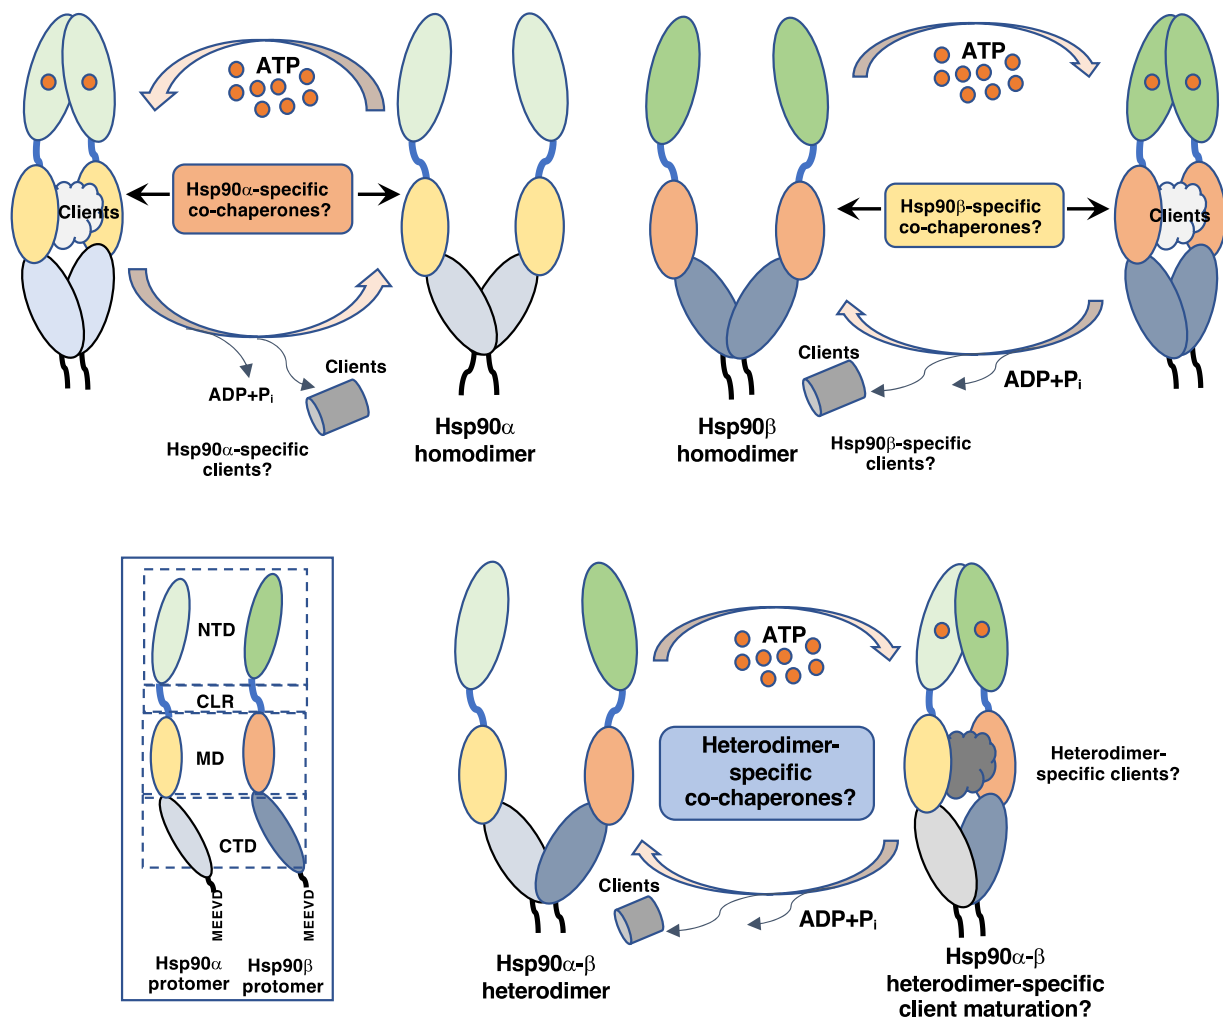 ATP
ATP
Hsp90α-specific
co-chaperones?
Hsp90β-specific
co-chaperones?
Clients
Clients
Clients
ADP+Pi
Hsp90α-specific
clients?
Hsp90α
homodimer
Hsp90β
homodimer
Clients
ADP+Pi
Hsp90β-specific
clients?
NTD
CLR
MD
CTD
MEEVD
MEEVD
Hsp90α
protomer
Hsp90β
protomer
ATP
Heterodimer-
specific
co-chaperones?
Heterodimer-
specific clients?
Clients
ADP+Pi
Hsp90α-β
heterodimer
Hsp90α-β
heterodimer-specific
client maturation?